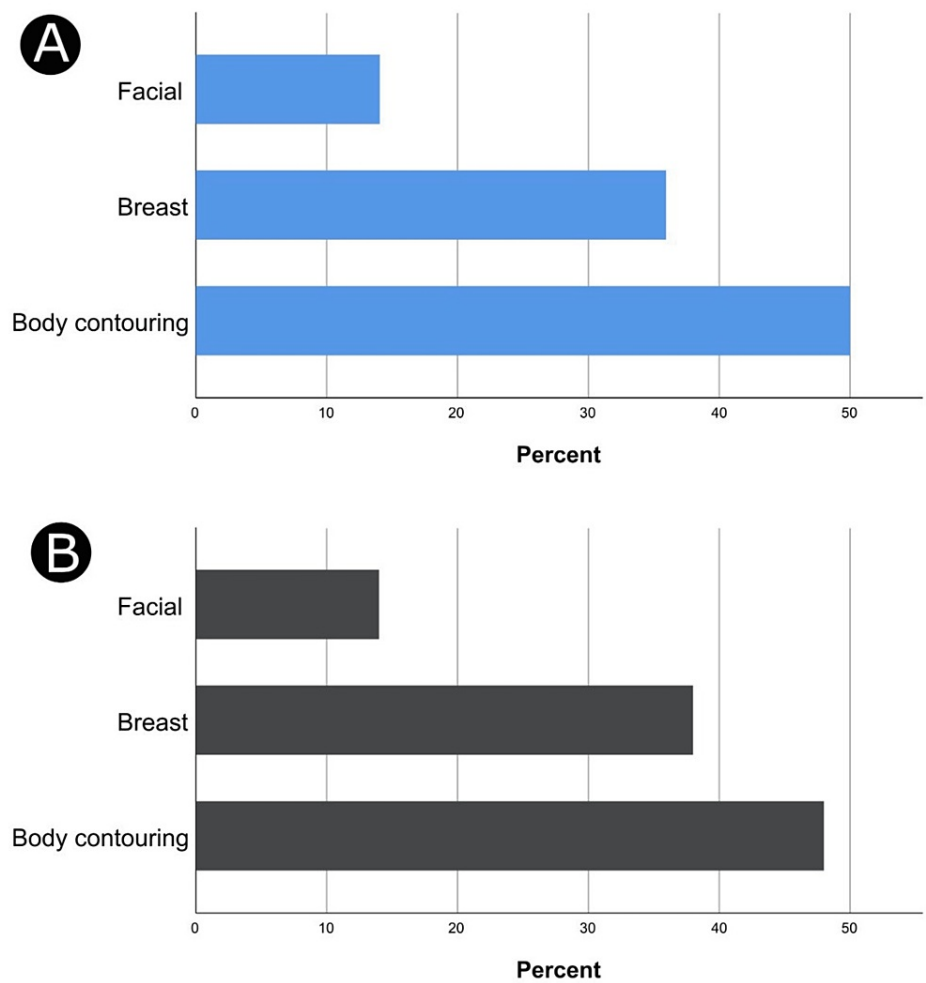 A
Facial
Breast
Body contouring
0 10 20 30 40 50
Percent
B
Facial
Breast
Body contouring
0 10 20 30 40 50
Percent